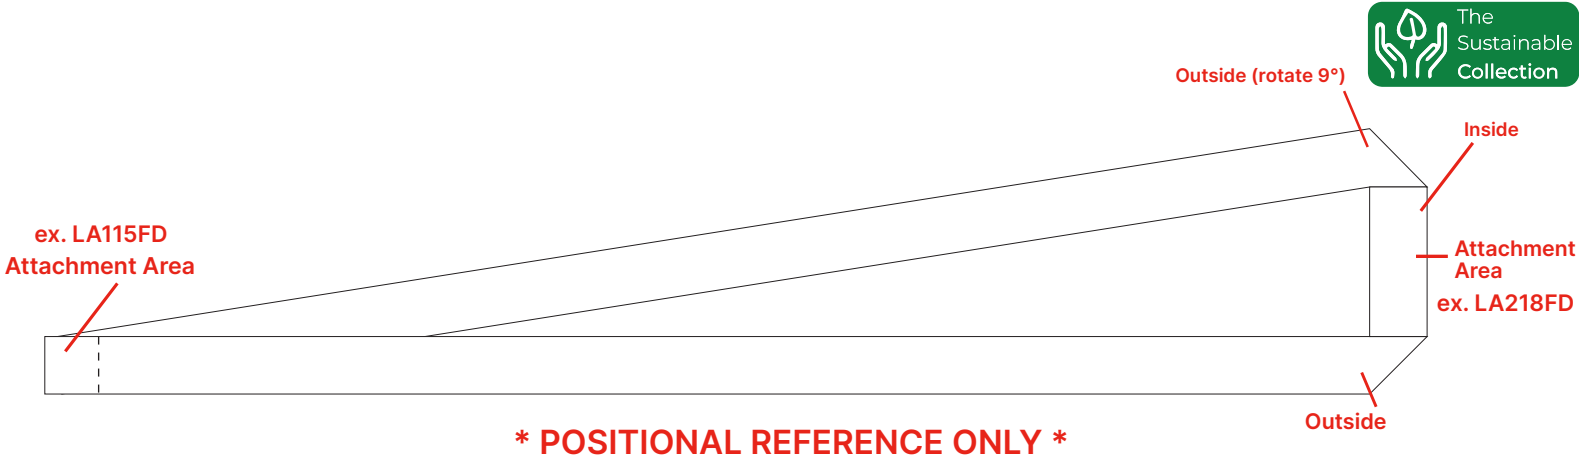 The
Sustainable
Collection
Outside (rotate 9°)
Inside
ex. LA115FD
Attachment Area
Attachment
Area
ex. LA218FD
Outside
* POSITIONAL REFERENCE ONLY *